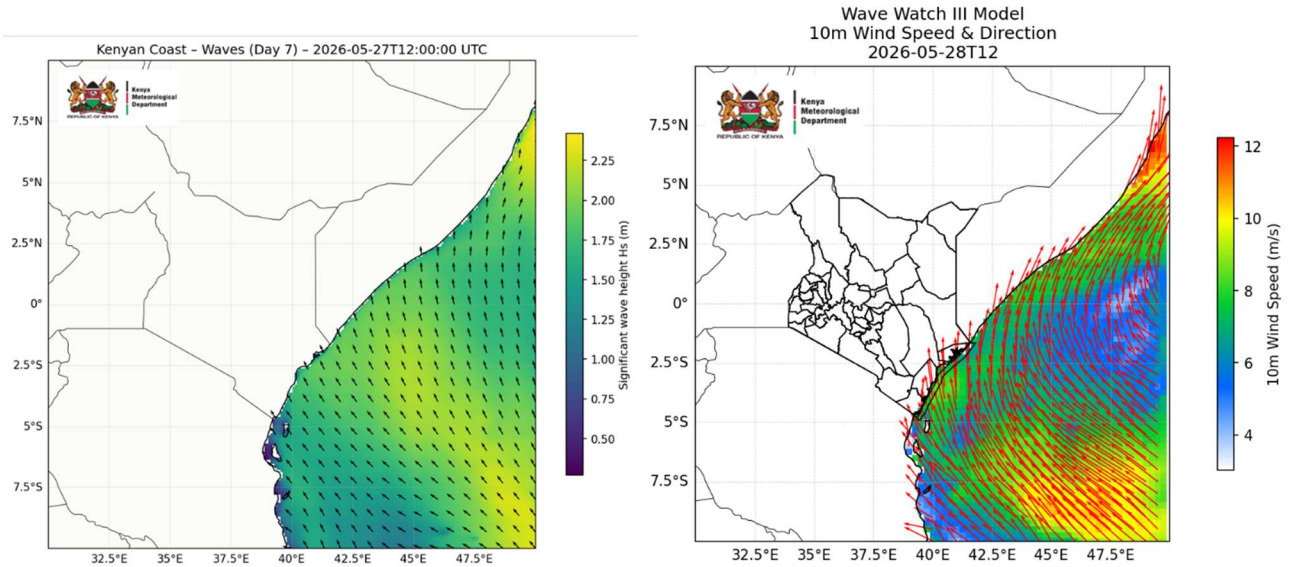 Kenyan Coast – Waves (Day 7) – 2026-05-27T12:00:00 UTC
Kenya
Meteorological
Department
REPUBLIC OF KENYA
7.5°N
5°N
2.5°N
0°
2.5°S
5°S
7.5°S
32.5°E
35°E
37.5°E
40°E
42.5°E
45°E
47.5°E
2.25
2.00
1.75
1.50
1.25
1.00
0.75
0.50
Significant wave height Hs (m)
Wave Watch III Model
10m Wind Speed & Direction
2026-05-28T12
Kenya
Meteorological
Department
REPUBLIC OF KENYA
7.5°N
5°N
2.5°N
0°
2.5°S
5°S
7.5°S
32.5°E
35°E
37.5°E
40°E
42.5°E
45°E
47.5°E
12
10
8
6
4
10m Wind Speed (m/s)